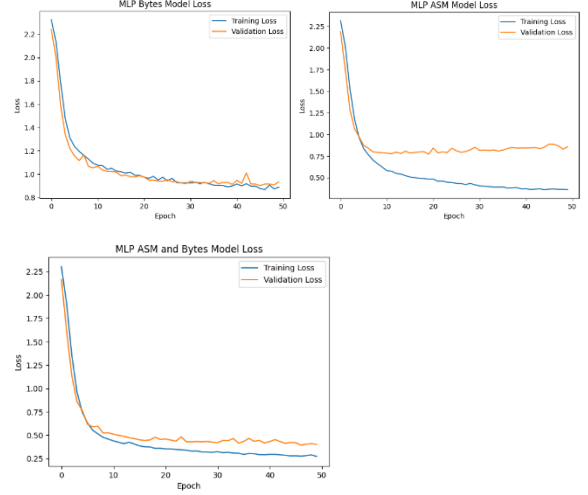 MLP Bytes Model Loss
Training Loss
Validation Loss
2.2
2.0
1.8
1.6
1.4
1.2
1.0
0.8
Loss
0 10 20 30 40 50
Epoch
MLP ASM Model Loss
Training Loss
Validation Loss
2.25
2.00
1.75
1.50
1.25
1.00
0.75
0.50
Loss
0 10 20 30 40 50
Epoch
MLP ASM and Bytes Model Loss
Training Loss
Validation Loss
2.25
2.00
1.75
1.50
1.25
1.00
0.75
0.50
0.25
Loss
0 10 20 30 40 50
Epoch